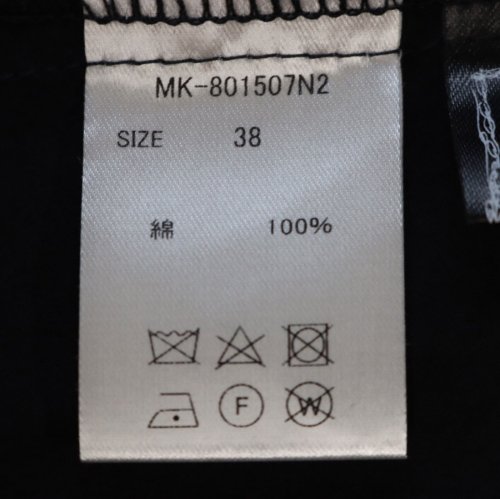 MK-801507N2
SIZE 38
綿 100%
F W